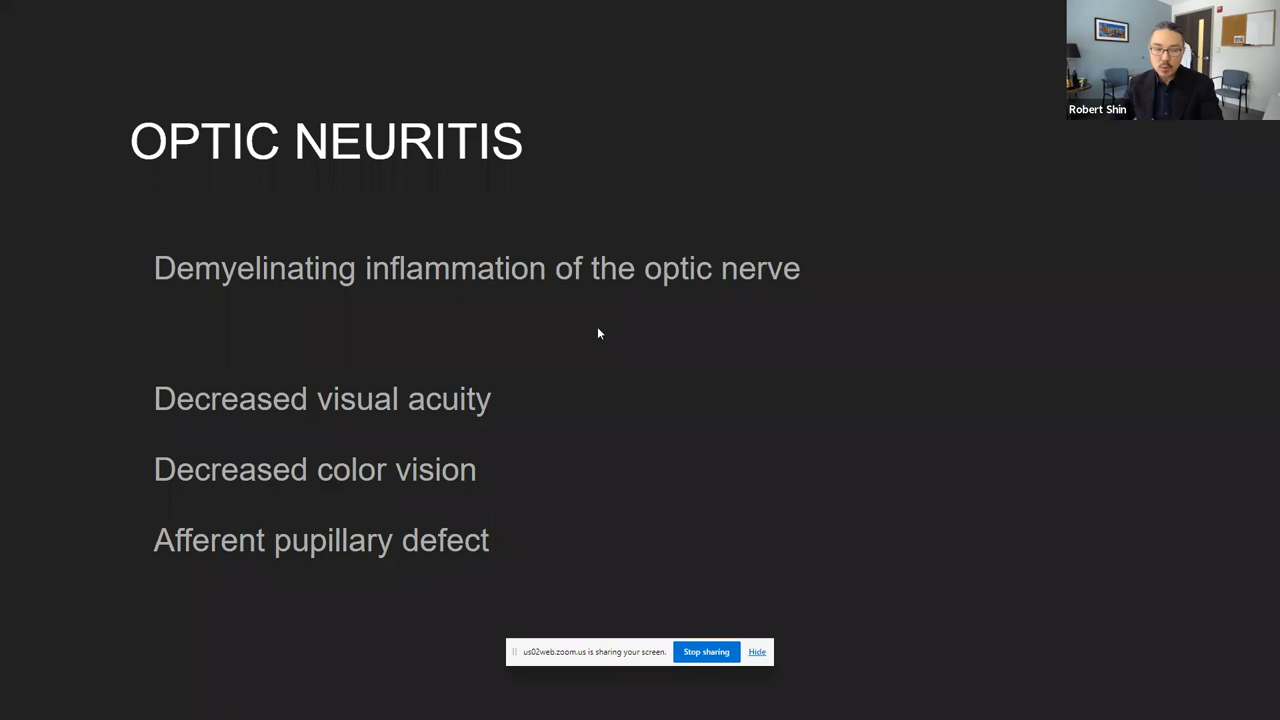 Robert Shin
OPTIC NEURITIS
Demyelinating inflammation of the optic nerve
Decreased visual acuity
Decreased color vision
Afferent pupillary defect
us02web.zoom.us is sharing your screen. Stop sharing Hide